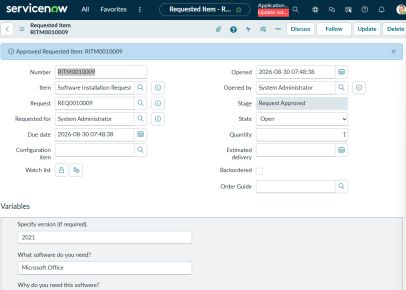 servicenow All Favorites Requested Item - R... Application... Update set...
Requested Item
RITM0010009
Discuss Follow Update Delete
Approved Requested Item: RITM0010009
Number RITM0010009 Opened 2026-08-30 07:48:38
Item Software Installation Request Opened by System Administrator
Request REQ0010009 Stage Request Approved
Requested for System Administrator State Open
Due date 2026-08-30 07:48:38 Quantity 1
Configuration item Estimated delivery
Watch list Backordered
Order Guide
Variables
Specify version (if required).
2021
What software do you need?
Microsoft Office
Why do you need this software?